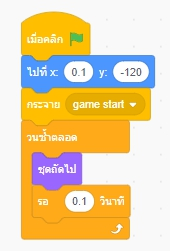 เมื่อคลิก
ไปที่ x: 0.1 y: -120
กระจาย game start
วนซ้ำตลอด
ชุดถัดไป
รอ 0.1 วินาที